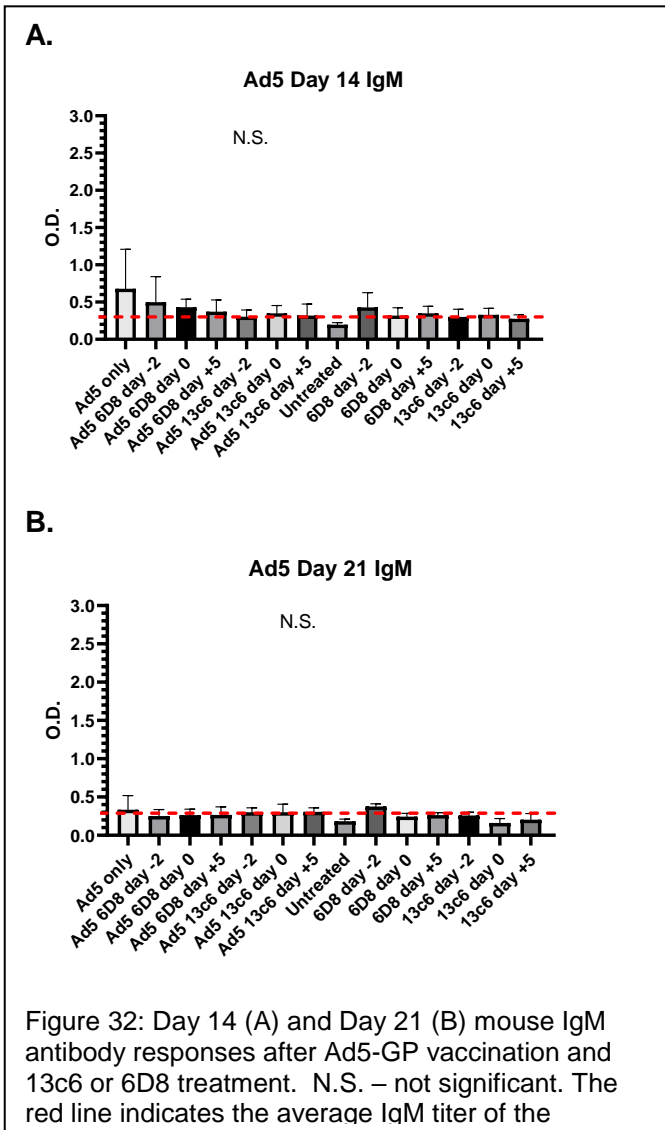 A.
Ad5 Day 14 IgM
N.S.
O.D.
3.0
2.5
2.0
1.5
1.0
0.5
0.0
Ad5 only
Ad5 6D8 day -2
Ad5 6D8 day 0
Ad5 6D8 day +5
Ad5 13c6 day -2
Ad5 13c6 day 0
Ad5 13c6 day +5
Untreated
6D8 day -2
6D8 day 0
6D8 day +5
13c6 day -2
13c6 day 0
13c6 day +5
B.
Ad5 Day 21 IgM
N.S.
O.D.
3.0
2.5
2.0
1.5
1.0
0.5
0.0
Ad5 only
Ad5 6D8 day -2
Ad5 6D8 day 0
Ad5 6D8 day +5
Ad5 13c6 day -2
Ad5 13c6 day 0
Ad5 13c6 day +5
Untreated
6D8 day -2
6D8 day 0
6D8 day +5
13c6 day -2
13c6 day 0
13c6 day +5
Figure 32: Day 14 (A) and Day 21 (B) mouse IgM
antibody responses after Ad5-GP vaccination and
13c6 or 6D8 treatment.  N.S. – not significant. The
red line indicates the average IgM titer of the